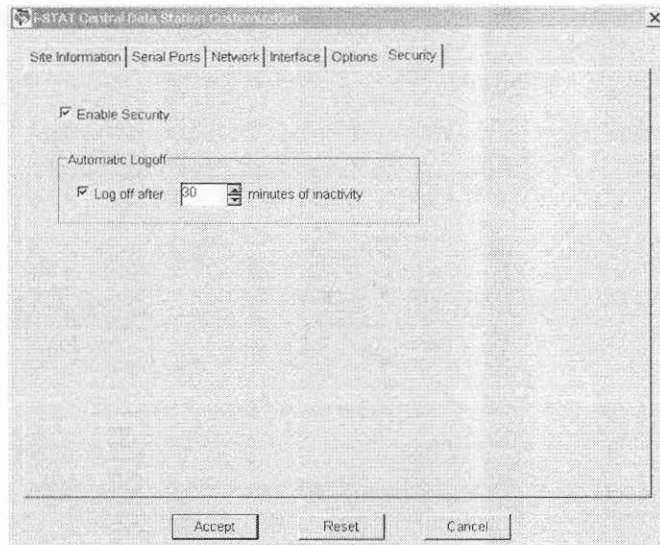 i-STAT Central Data Station Customization
Site Information Serial Ports Network Interface Options Security
Enable Security
Automatic Logoff
Log off after 30 minutes of inactivity
Accept Reset Cancel